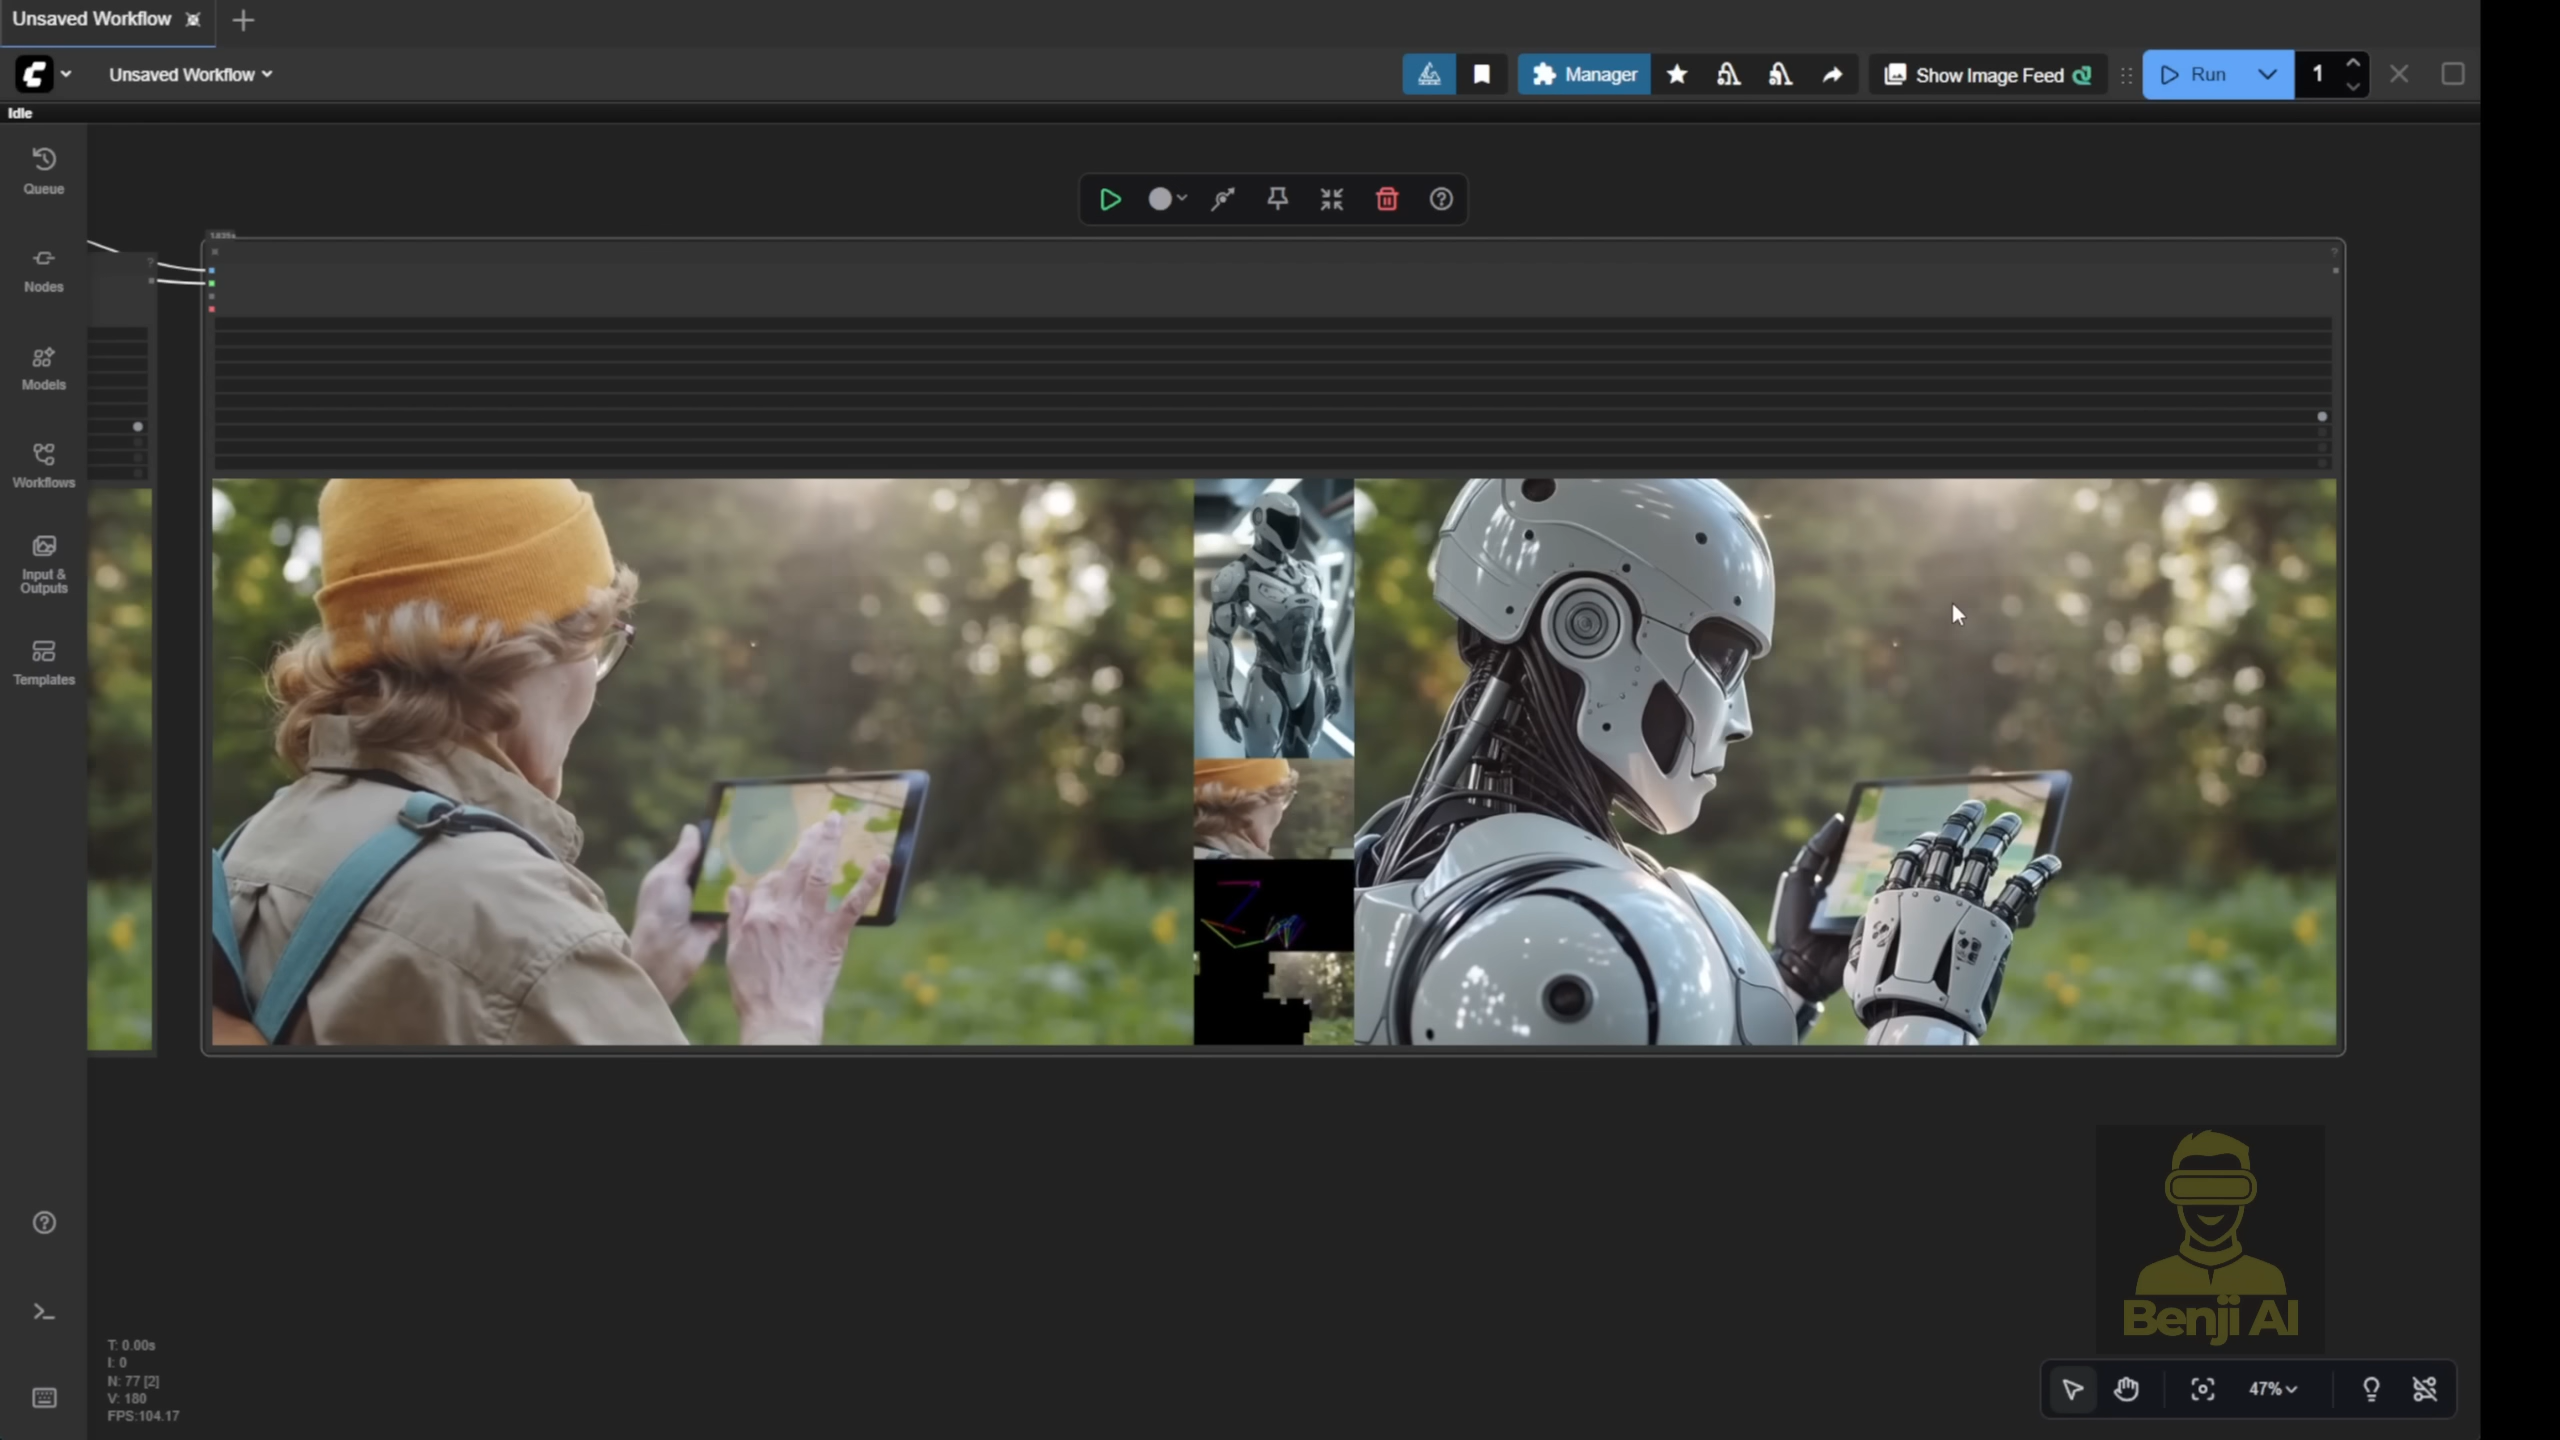 Unsaved Workflow
Unsaved Workflow
Manager
Show Image Feed
Run
1
Idle
Queue
Nodes
Models
Workflows
Input &
Outputs
Templates
?
?
T: 0.00s
I: 0
N: 77 [2]
V: 180
FPS:104.17
Benji AI
47%